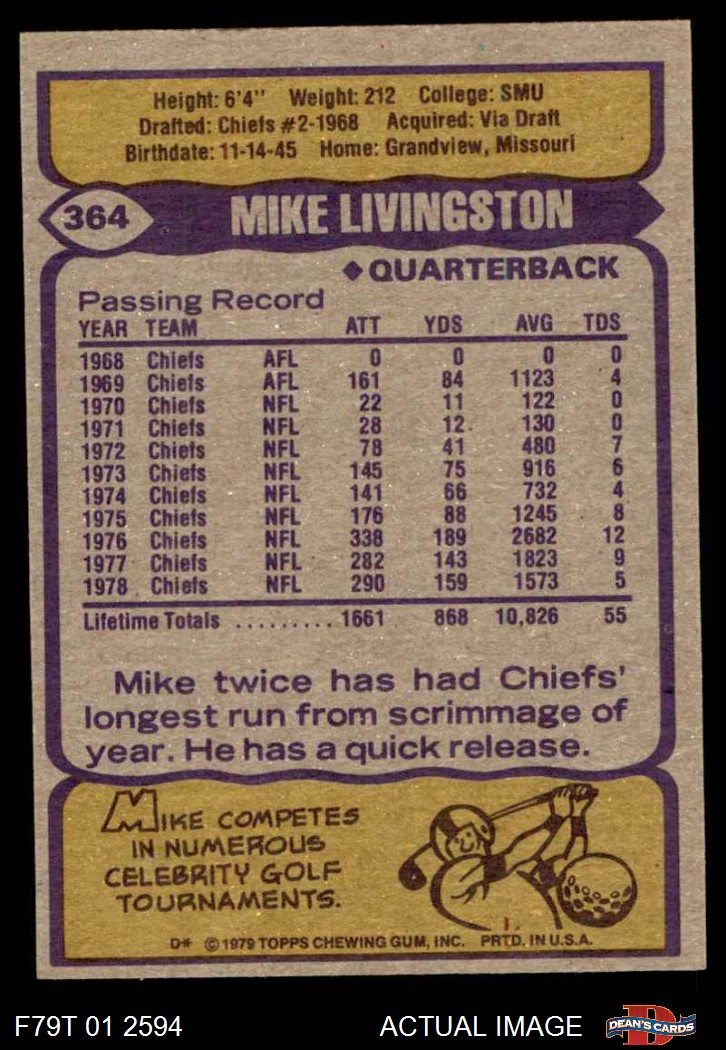 Height: 6'4" Weight: 212 College: SMU
Drafted: Chiefs #2-1968 Acquired: Via Draft
Birthdate: 11-14-45 Home: Grandview, Missouri
364 MIKE LIVINGSTON
◆QUARTERBACK
Passing Record
YEAR TEAM ATT YDS AVG TDS
1968 Chiefs AFL 0 0 0 0
1969 Chiefs AFL 161 84 1123 4
1970 Chiefs NFL 22 11 122 0
1971 Chiefs NFL 28 12 130 0
1972 Chiefs NFL 78 41 480 7
1973 Chiefs NFL 145 75 916 6
1974 Chiefs NFL 141 66 732 4
1975 Chiefs NFL 176 88 1245 8
1976 Chiefs NFL 338 189 2682 12
1977 Chiefs NFL 282 143 1823 9
1978 Chiefs NFL 290 159 1573 5
Lifetime Totals ......... 1661 868 10,826 55
Mike twice has had Chiefs'
longest run from scrimmage of
year. He has a quick release.
MIKE COMPETES
IN NUMEROUS
CELEBRITY GOLF
TOURNAMENTS.
D* © 1979 TOPPS CHEWING GUM, INC. PRTD. IN U.S.A.
F79T 01 2594 ACTUAL IMAGE D DEAN'S CARDS